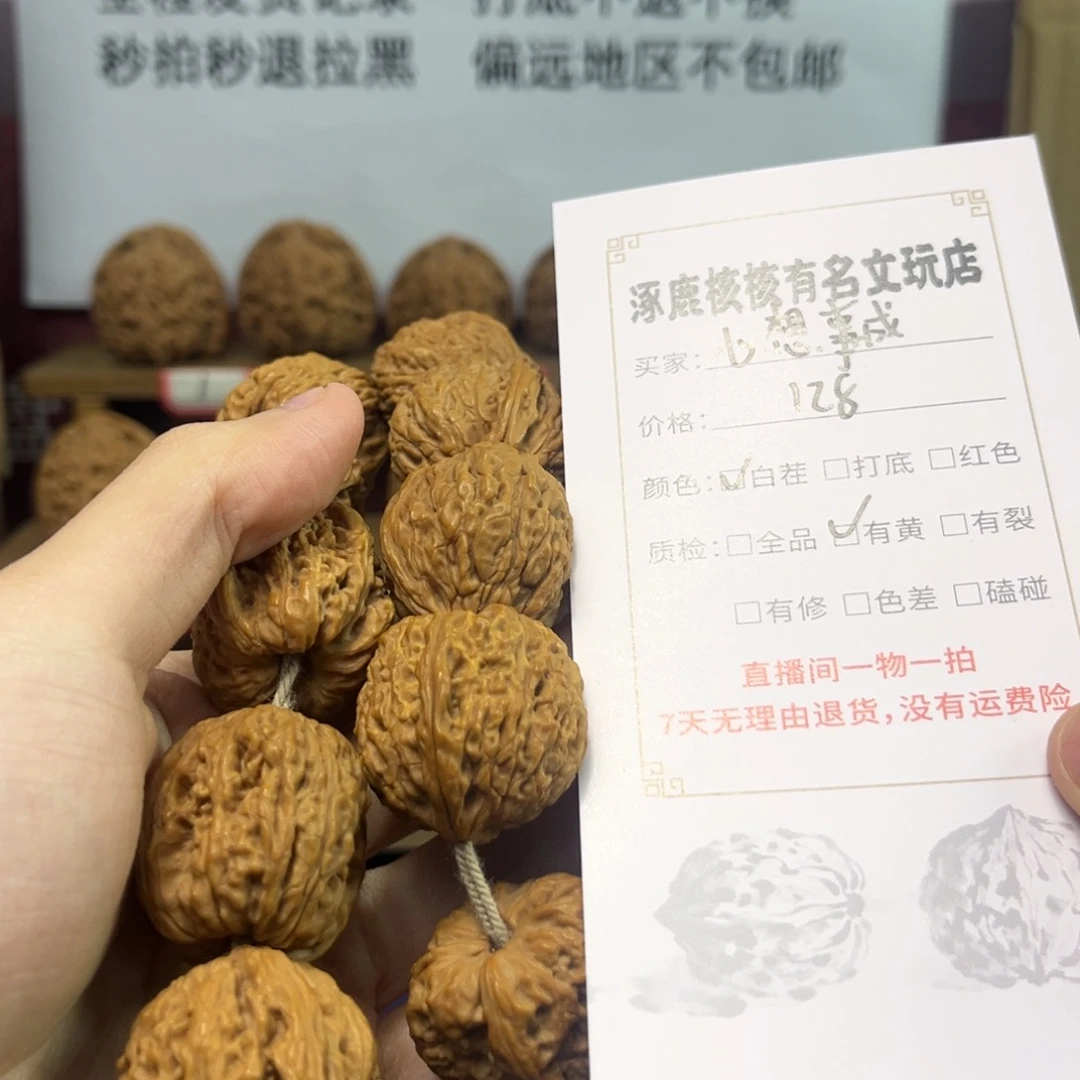 秒拍秒退拉黑 偏远地区不包邮
涿鹿核核有名文玩店
买家: 心想事成
价格: 128
颜色: ☑白茬 □打底 □红色
质检: □全品 ☑有黄 □有裂
□有修 □色差 □磕碰
直播间一物一拍
7天无理由退货,没有运费险